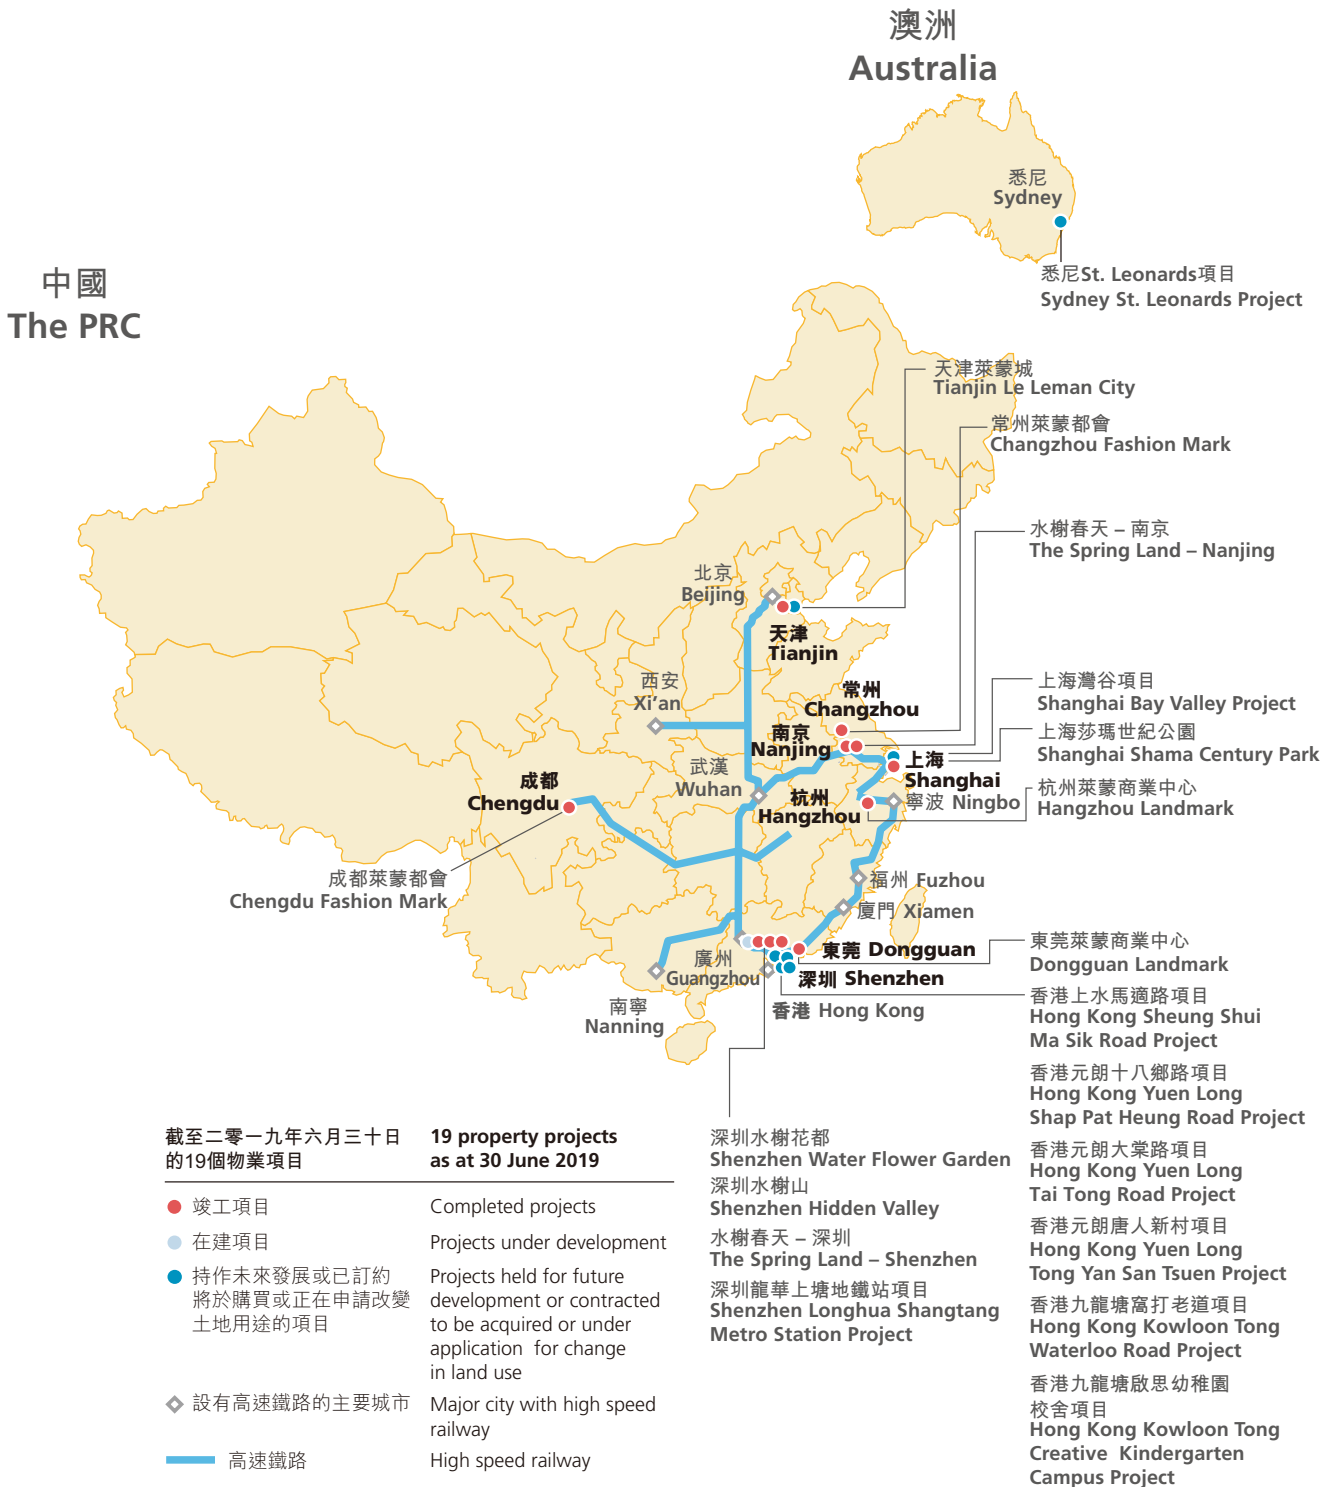 澳洲
Australia
悉尼
Sydney
悉尼St. Leonards項目
Sydney St. Leonards Project
中國
The PRC
天津萊蒙城
Tianjin Le Leman City
常州萊蒙都會
Changzhou Fashion Mark
水榭春天 – 南京
The Spring Land – Nanjing
北京
Beijing
天津
Tianjin
西安
Xi'an
常州
Changzhou
上海灣谷項目
Shanghai Bay Valley Project
南京
Nanjing
上海莎瑪世紀公園
Shanghai Shama Century Park
上海
Shanghai
武漢
Wuhan
成都
Chengdu
杭州
Hangzhou
寧波 Ningbo
杭州萊蒙商業中心
Hangzhou Landmark
成都萊蒙都會
Chengdu Fashion Mark
福州 Fuzhou
廈門 Xiamen
廣州
Guangzhou
東莞 Dongguan
深圳 Shenzhen
南寧
Nanning
香港 Hong Kong
東莞萊蒙商業中心
Dongguan Landmark
香港上水馬適路項目
Hong Kong Sheung Shui
Ma Sik Road Project
香港元朗十八鄉路項目
Hong Kong Yuen Long
Shap Pat Heung Road Project
香港元朗大棠路項目
Hong Kong Yuen Long
Tai Tong Road Project
香港元朗唐人新村項目
Hong Kong Yuen Long
Tong Yan San Tsuen Project
香港九龍塘窩打老道項目
Hong Kong Kowloon Tong
Waterloo Road Project
香港九龍塘啟思幼稚園
校舍項目
Hong Kong Kowloon Tong
Creative Kindergarten
Campus Project
深圳水榭花都
Shenzhen Water Flower Garden
深圳水榭山
Shenzhen Hidden Valley
水榭春天 – 深圳
The Spring Land – Shenzhen
深圳龍華上塘地鐵站項目
Shenzhen Longhua Shangtang
Metro Station Project
截至二零一九年六月三十日
的19個物業項目
19 property projects
as at 30 June 2019
竣工項目
Completed projects
在建項目
Projects under development
持作未來發展或已訂約
將於購買或正在申請改變
土地用途的項目
Projects held for future
development or contracted
to be acquired or under
application for change
in land use
設有高速鐵路的主要城市
Major city with high speed
railway
高速鐵路
High speed railway